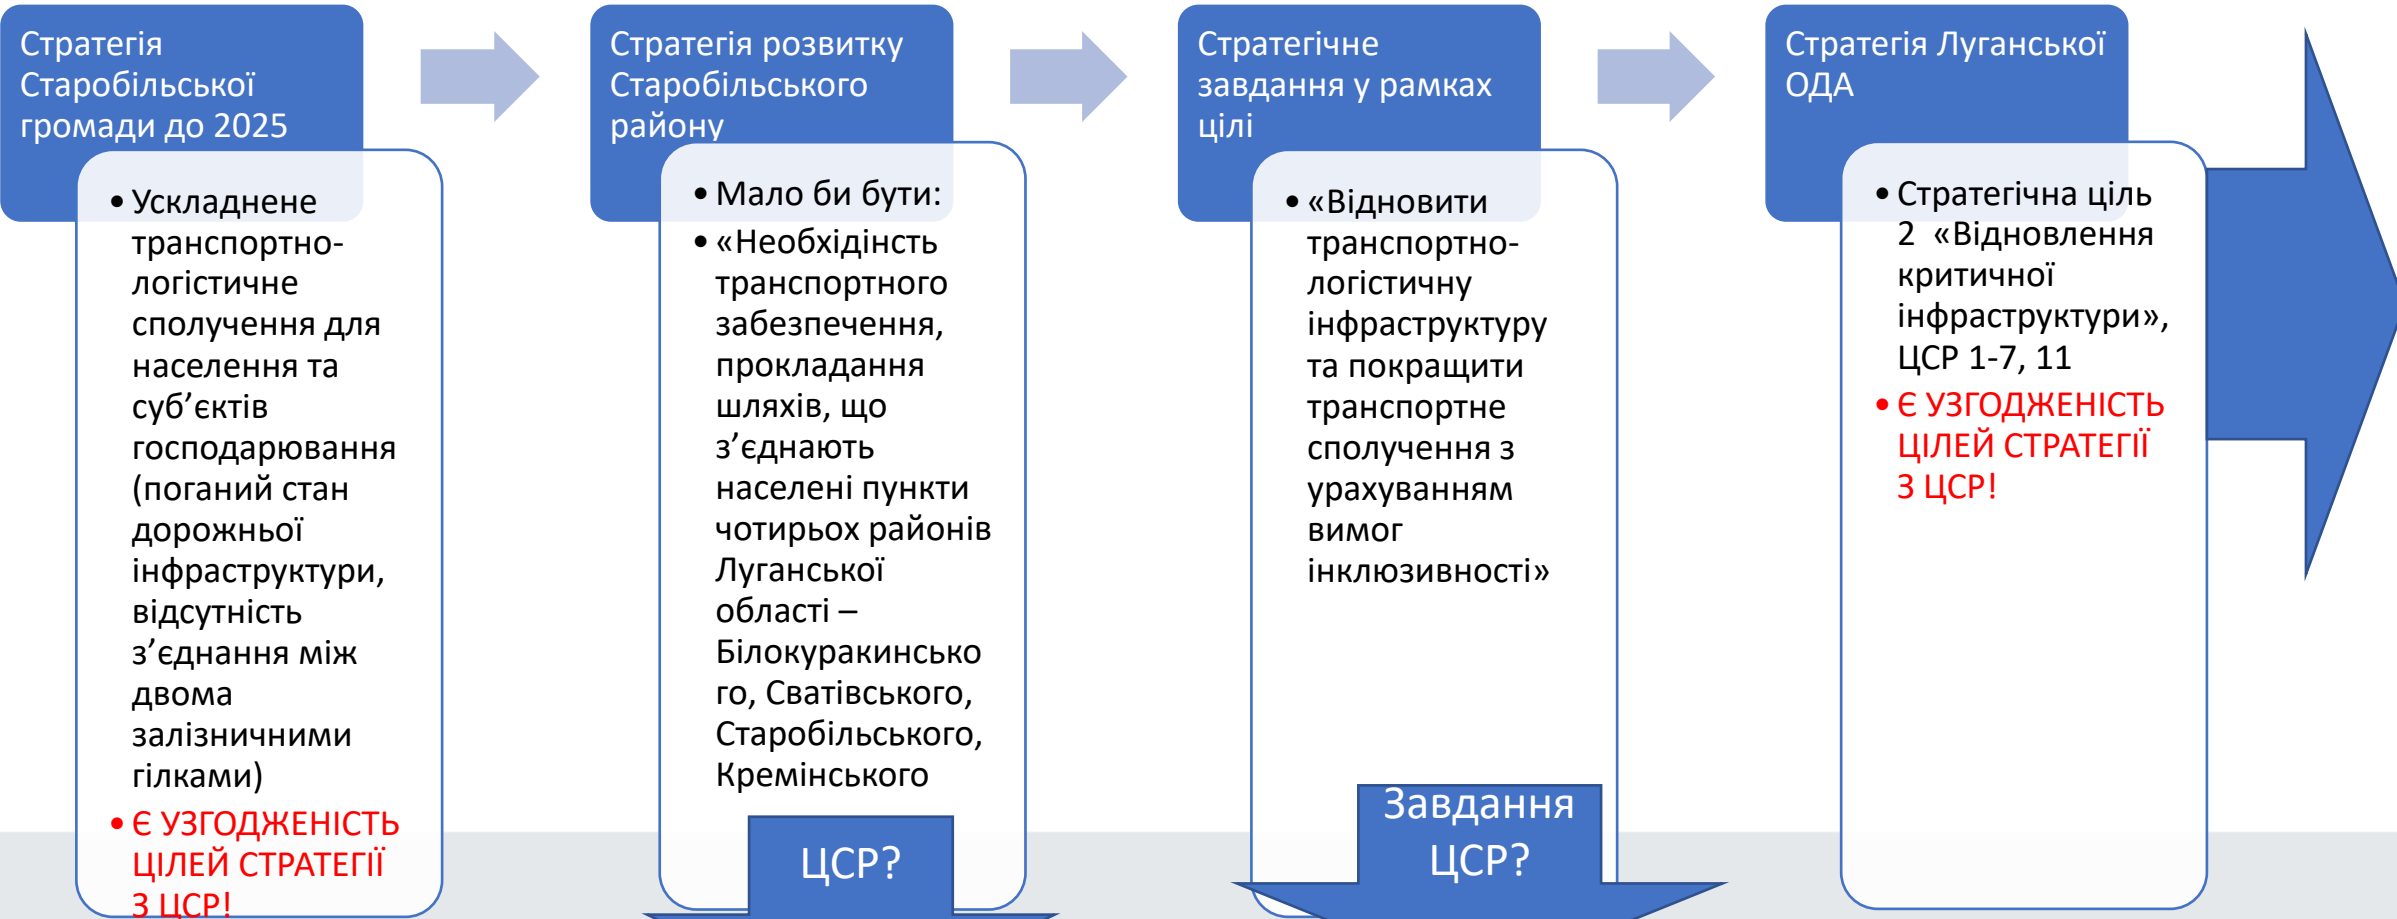 Стратегія
Старобільської
громади до 2025
• Ускладнене
транспортно-
логістичне
сполучення для
населення та
суб’єктів
господарювання
(поганий стан
дорожньої
інфраструктури,
відсутність
з’єднання між
двома
залізничними
гілками)
• Є УЗГОДЖЕНІСТЬ
ЦІЛЕЙ СТРАТЕГІЇ
З ЦСР!
Стратегія розвитку
Старобільського
району
• Мало би бути:
• «Необхідінсть
транспортного
забезпечення,
прокладання
шляхів, що
з’єднають
населені пункти
чотирьох районів
Луганської
області –
Білокуракинсько
го, Сватівського,
Старобільського,
Кремінського
ЦСР?
Стратегічне
завдання у рамках
цілі
• «Відновити
транспортно-
логістичну
інфраструктуру
та покращити
транспортне
сполучення з
урахуванням
вимог
інклюзивності»
Завдання
ЦСР?
Стратегія Луганської
ОДА
• Стратегічна ціль
2 «Відновлення
критичної
інфраструктури»,
ЦСР 1-7, 11
• Є УЗГОДЖЕНІСТЬ
ЦІЛЕЙ СТРАТЕГІЇ
З ЦСР!